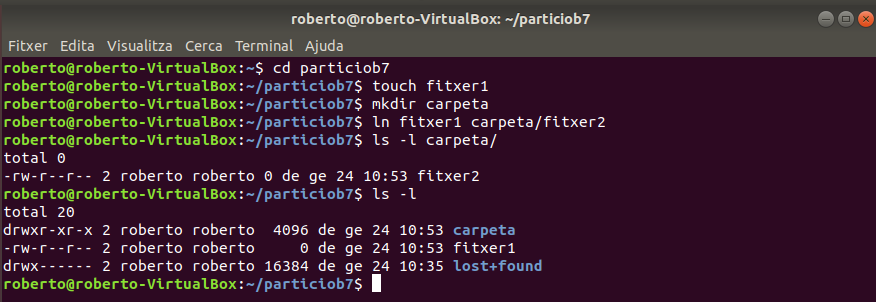 roberto@roberto-VirtualBox: ~/particiob7
Fitxer Edita Visualitza Cerca Terminal Ajuda
roberto@roberto-VirtualBox:~$ cd particiob7
roberto@roberto-VirtualBox:~/particiob7$ touch fitxer1
roberto@roberto-VirtualBox:~/particiob7$ mkdir carpeta
roberto@roberto-VirtualBox:~/particiob7$ ln fitxer1 carpeta/fitxer2
roberto@roberto-VirtualBox:~/particiob7$ ls -l carpeta/
total 0
-rw-r--r-- 2 roberto roberto 0 de ge 24 10:53 fitxer2
roberto@roberto-VirtualBox:~/particiob7$ ls -l
total 20
drwxr-xr-x 2 roberto roberto  4096 de ge 24 10:53 carpeta
-rw-r--r-- 2 roberto roberto     0 de ge 24 10:53 fitxer1
drwx------ 2 roberto roberto 16384 de ge 24 10:35 lost+found
roberto@roberto-VirtualBox:~/particiob7$